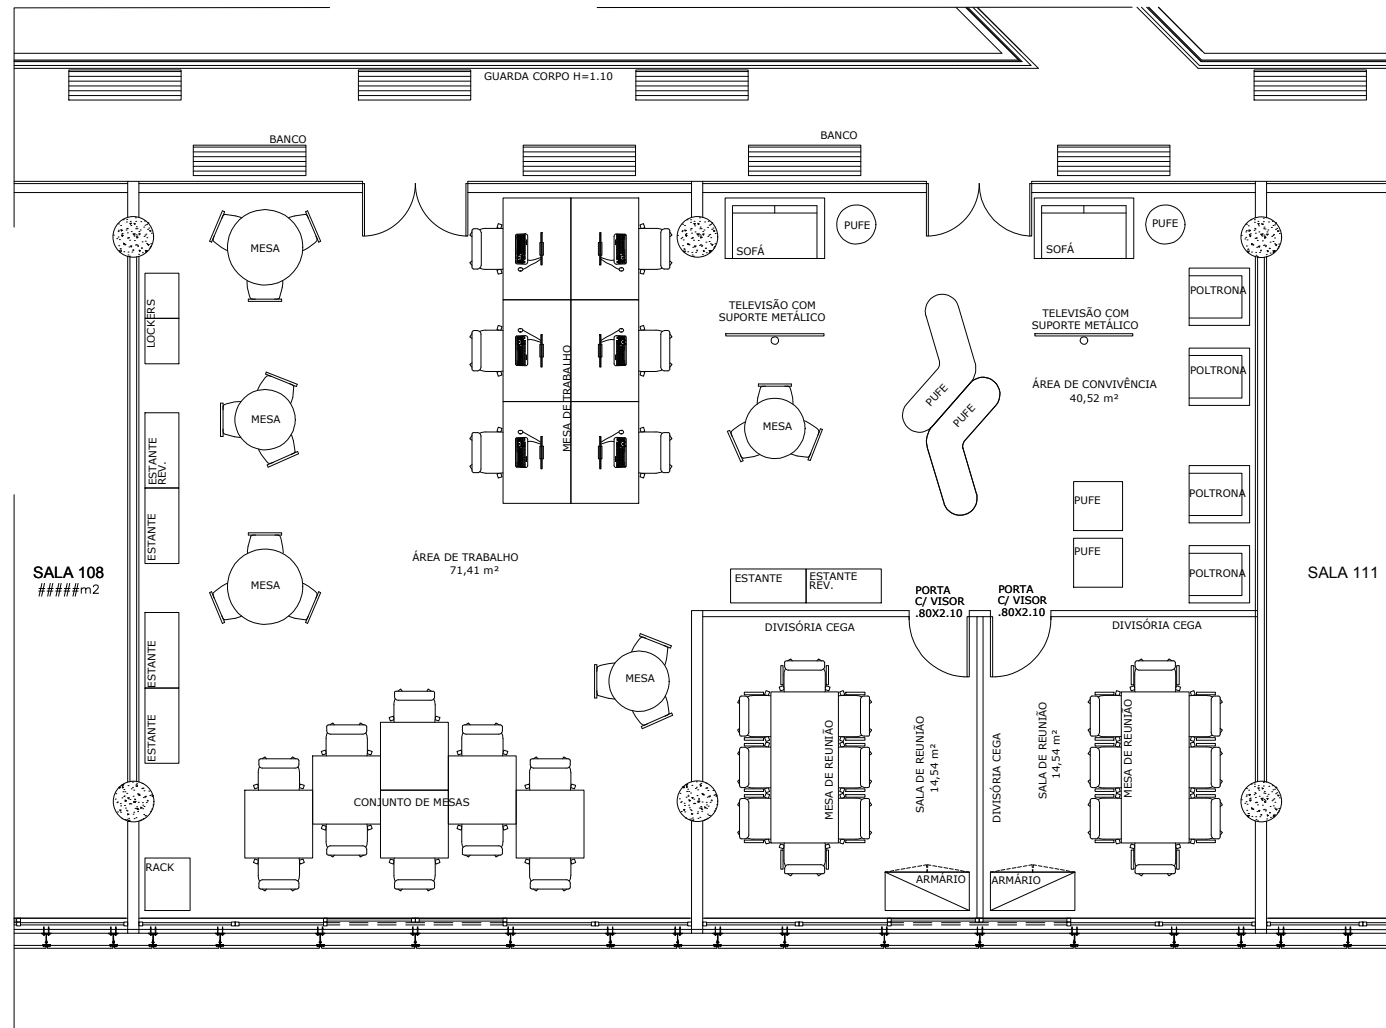 GUARDA CORPO H=1.10
BANCO
BANCO
MESA
SOFÁ
PUFE
SOFÁ
PUFE
LOCKERS
TELEVISÃO COM
SUPORTE METÁLICO
TELEVISÃO COM
SUPORTE METÁLICO
POLTRONA
POLTRONA
MESA DE TRABALHO
ÁREA DE CONVIVÊNCIA
40,52 m²
PUFE
PUFE
MESA
MESA
ESTANTE
REV.
ESTANTE
PUFE
PUFE
POLTRONA
POLTRONA
SALA 108
#####m2
MESA
ÁREA DE TRABALHO
71,41 m²
ESTANTE
ESTANTE
REV.
PORTA
C/ VISOR
.80X2.10
PORTA
C/ VISOR
.80X2.10
SALA 111
DIVISÓRIA CEGA
DIVISÓRIA CEGA
ESTANTE
ESTANTE
MESA
MESA DE REUNIÃO
SALA DE REUNIÃO
14,54 m²
DIVISÓRIA CEGA
SALA DE REUNIÃO
14,54 m²
MESA DE REUNIÃO
CONJUNTO DE MESAS
RACK
ARMÁRIO
ARMÁRIO